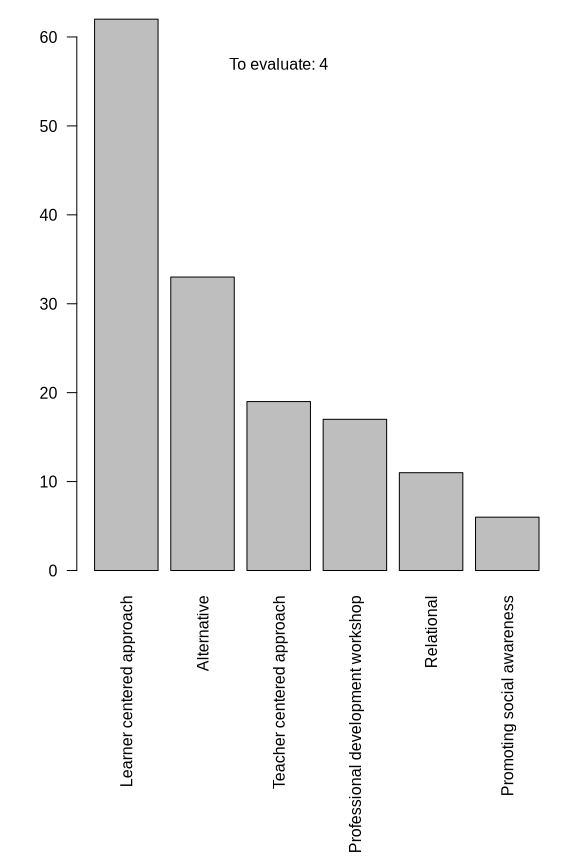 60
50
40
30
20
10
0
To evaluate: 4
Learner centered approach
Alternative
Teacher centered approach
Professional development workshop
Relational
Promoting social awareness